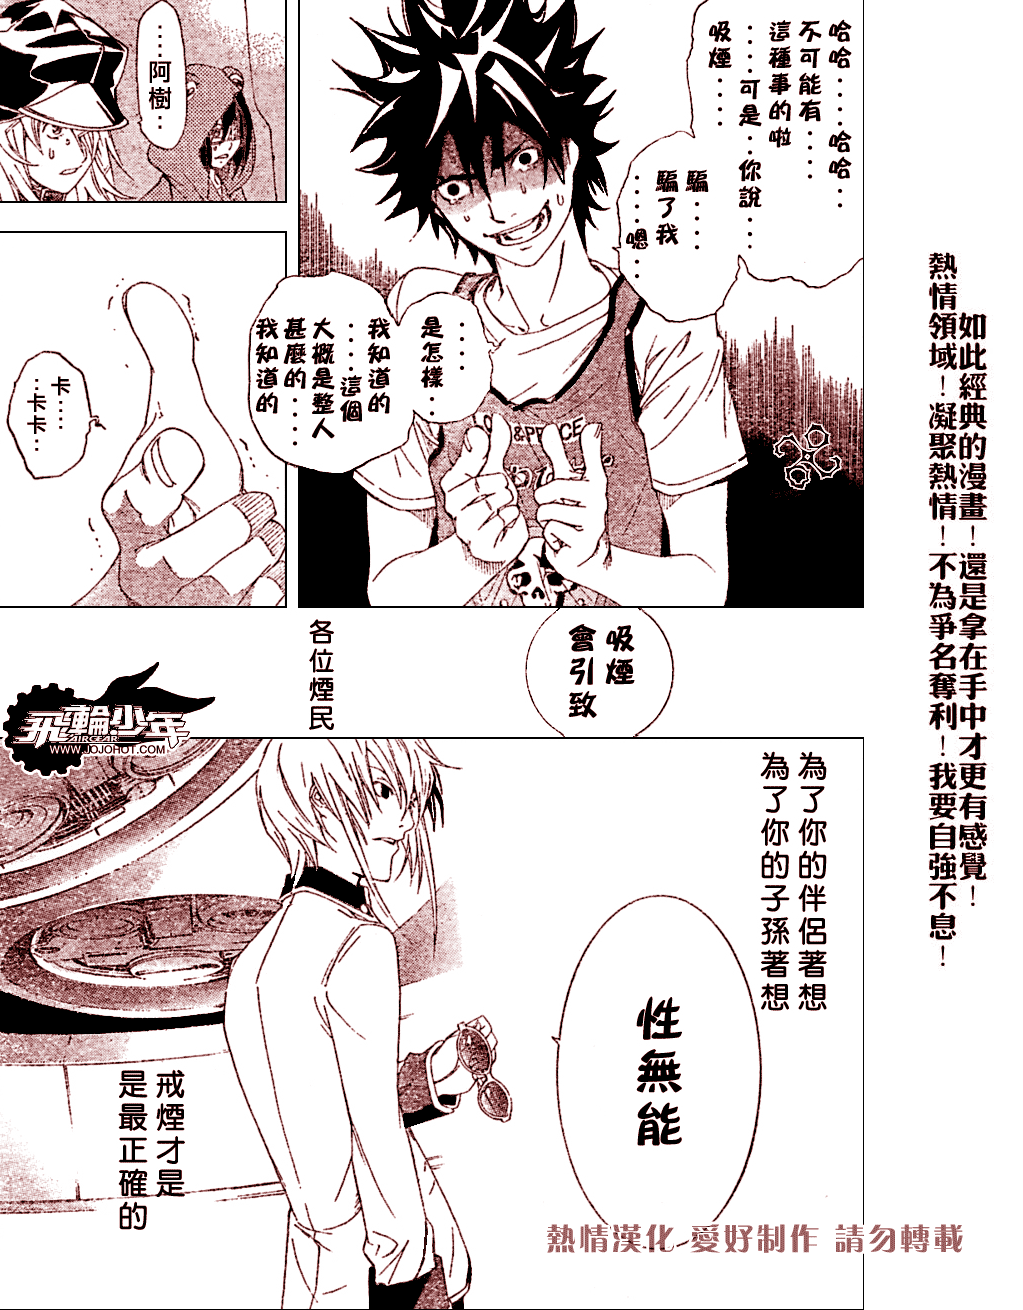 哈哈....哈哈..
不可能有....
這種事的啦
....可是..你說....
吸煙....
騙....
騙了我
......嗯...
....
是怎樣..
我知道的
....這個
大概是整人
甚麼的....
我知道的
....阿樹..
卡....
...卡卡..
吸煙
會引致
各位煙民
為了你的伴侶著想
為了你的子孫著想
性無能
戒煙才是
是最正確的
飛輪少年
AIRGEAR
WWW.JOJOHOT.COM
LOVE&PEACE
如此經典的漫畫！還是拿在手中才更有感覺！
熱情領域！凝聚熱情！不為爭名奪利！我要自強不息！
熱情漢化 愛好制作 請勿轉載